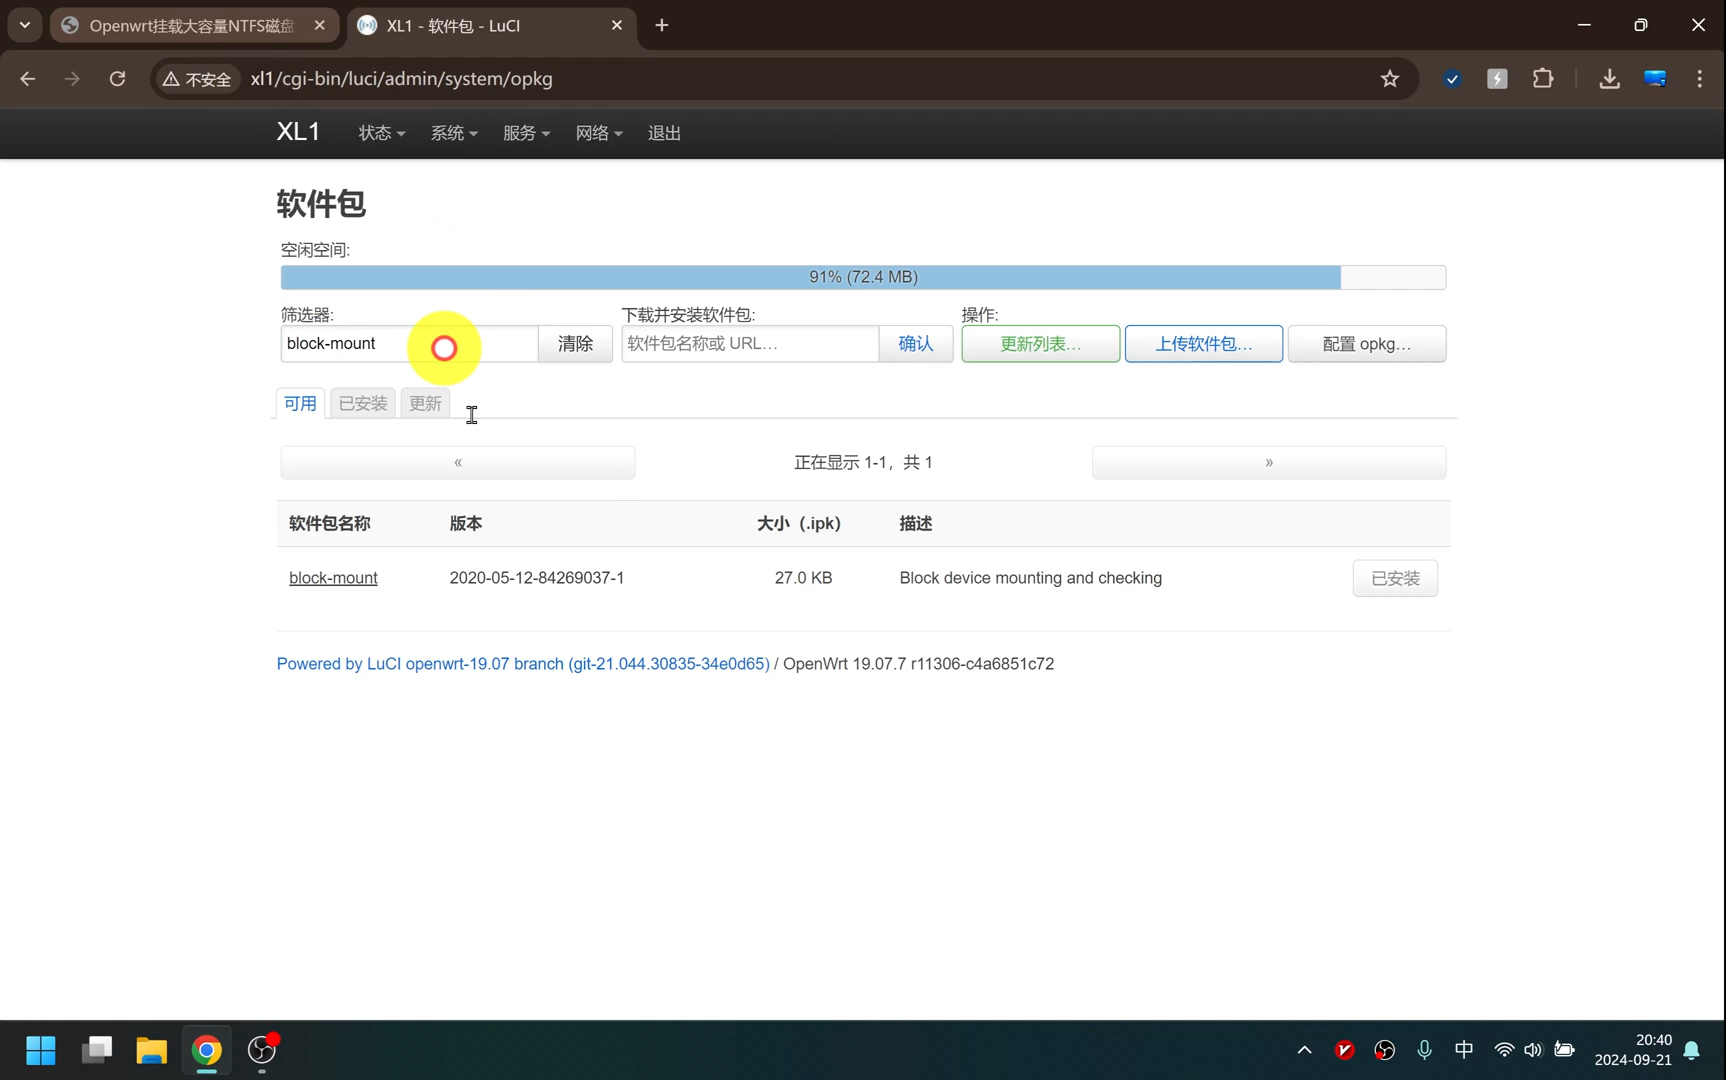 Openwrt挂载大容量NTFS磁盘
XL1 - 软件包 - LuCI
不安全
xl1/cgi-bin/luci/admin/system/opkg
XL1
状态
系统
服务
网络
退出
软件包
空闲空间:
91% (72.4 MB)
筛选器:
下载并安装软件包:
操作:
block-mount
清除
软件包名称或 URL…
确认
更新列表…
上传软件包…
配置 opkg…
可用
已安装
更新
«
正在显示 1-1，共 1
»
软件包名称
版本
大小（.ipk）
描述
block-mount
2020-05-12-84269037-1
27.0 KB
Block device mounting and checking
已安装
Powered by LuCI openwrt-19.07 branch (git-21.044.30835-34e0d65) / OpenWrt 19.07.7 r11306-c4a6851c72
中
20:40
2024-09-21